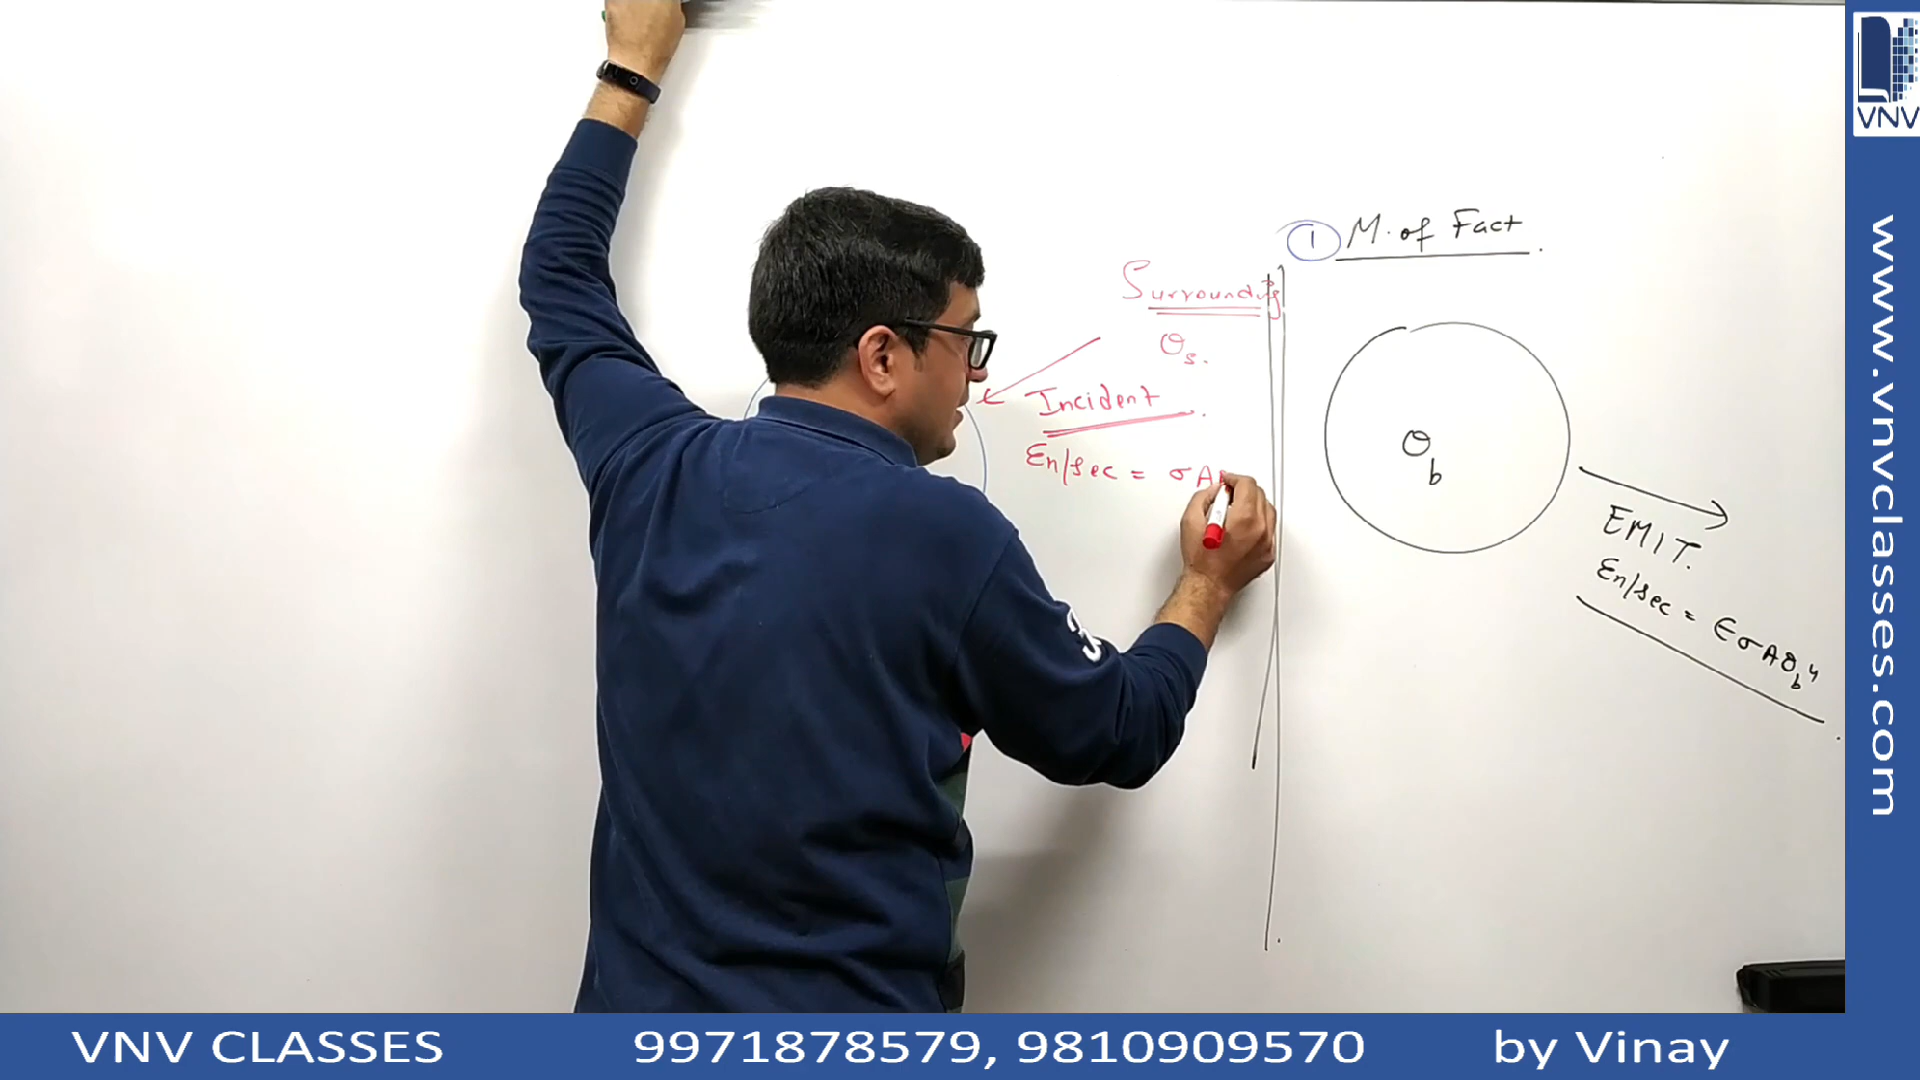 Surrounding
θs.
Incident
En/sec = σA
① M. of Fact
θb
EMIT.
En/sec = ϵσAθb⁴
3
VNV
www.vnvclasses.com
VNV CLASSES 9971878579, 9810909570 by Vinay